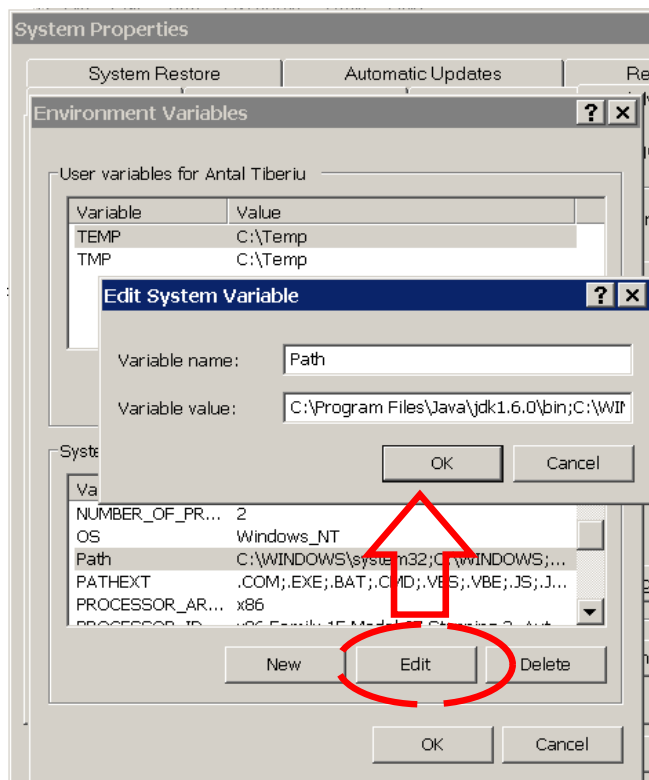 System Properties
System Restore
Automatic Updates
Environment Variables
User variables for Antal Tiberiu
Variable Value
TEMP C:\Temp
TMP C:\Temp
Edit System Variable
Variable name: Path
Variable value: C:\Program Files\Java\jdk1.6.0\bin;C:\WI
OK Cancel
Syste
Va
NUMBER_OF_PR... 2
OS Windows_NT
Path C:\WINDOWS\system32;C:\WINDOWS;...
PATHEXT .COM;.EXE;.BAT;.CMD;.VBS;.VBE;.JS;.J...
PROCESSOR_AR... x86
New Edit Delete
OK Cancel